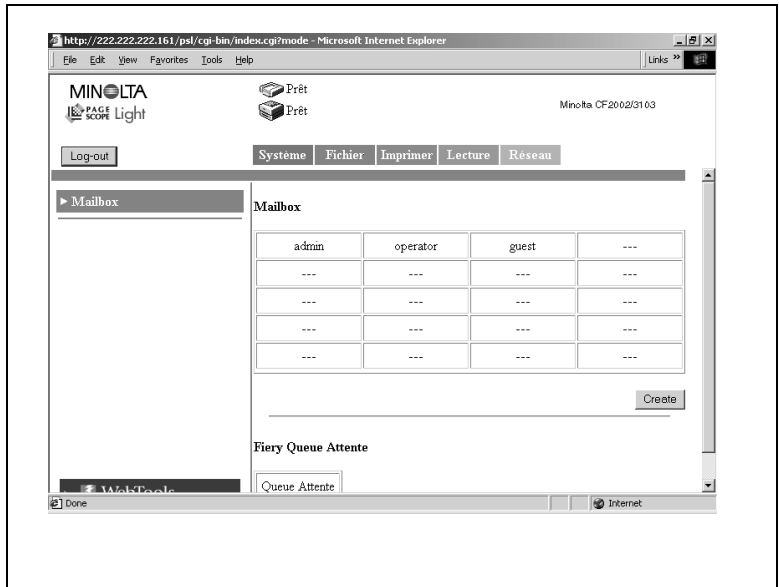 http://222.222.222.161/psl/cgi-bin/index.cgi?mode - Microsoft Internet Explorer
File Edit View Favorites Tools Help
Links »
MINOLTA
PAGE SCOPE Light
Prêt
Prêt
Minolta CF2002/3103
Log-out
Système Fichier Imprimer Lecture Réseau
Mailbox
Mailbox
admin operator guest ---
--- --- --- ---
--- --- --- ---
--- --- --- ---
--- --- --- ---
Create
Fiery Queue Attente
WebTools
Queue Attente
Done
Internet